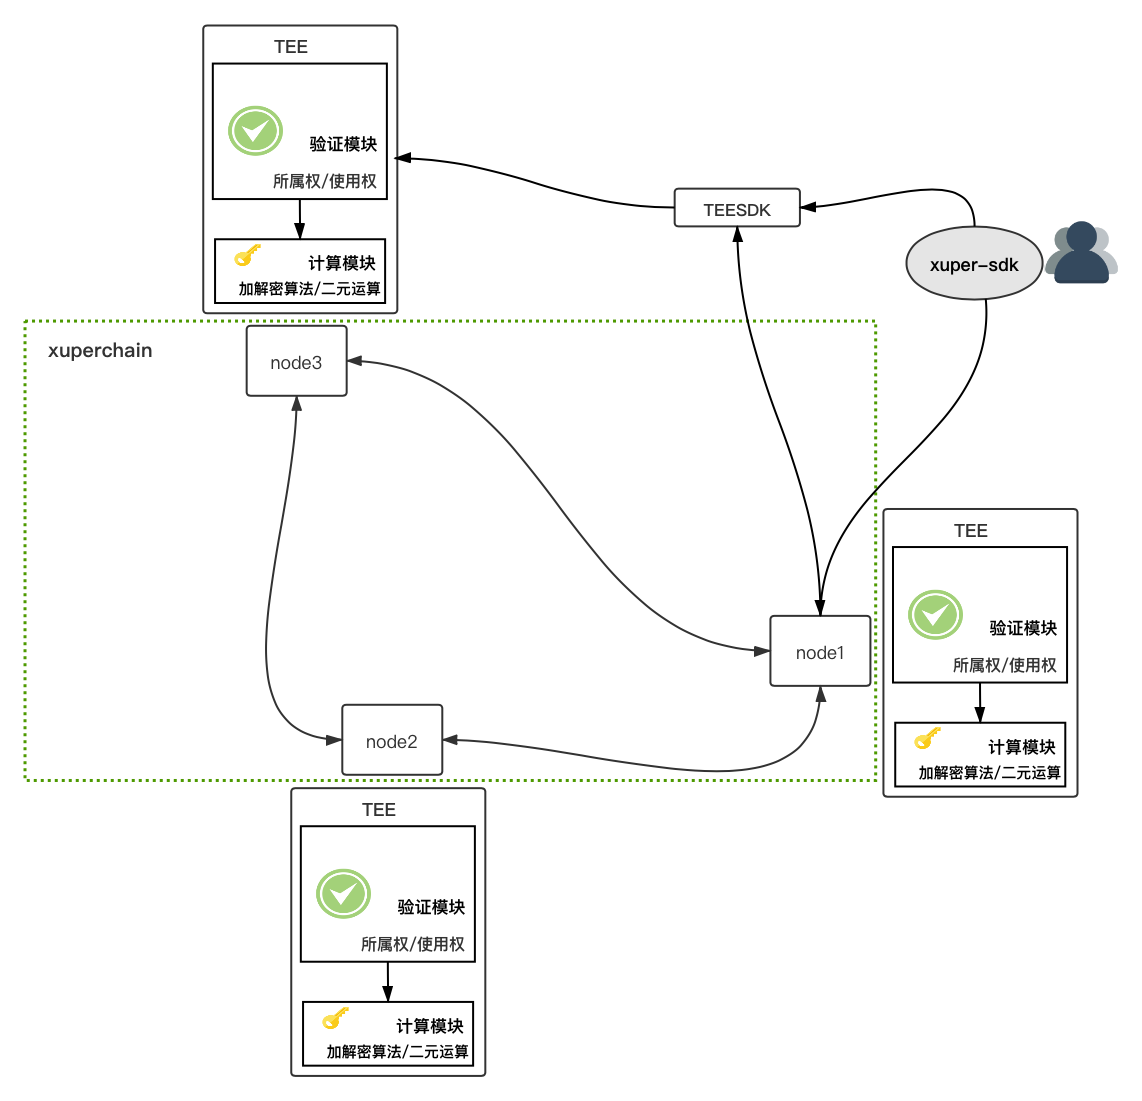 TEE
验证模块
所属权/使用权
计算模块
加解密算法/二元运算
TEESDK
xuper-sdk
xuperchain
node3
node1
node2
TEE
验证模块
所属权/使用权
计算模块
加解密算法/二元运算
TEE
验证模块
所属权/使用权
计算模块
加解密算法/二元运算